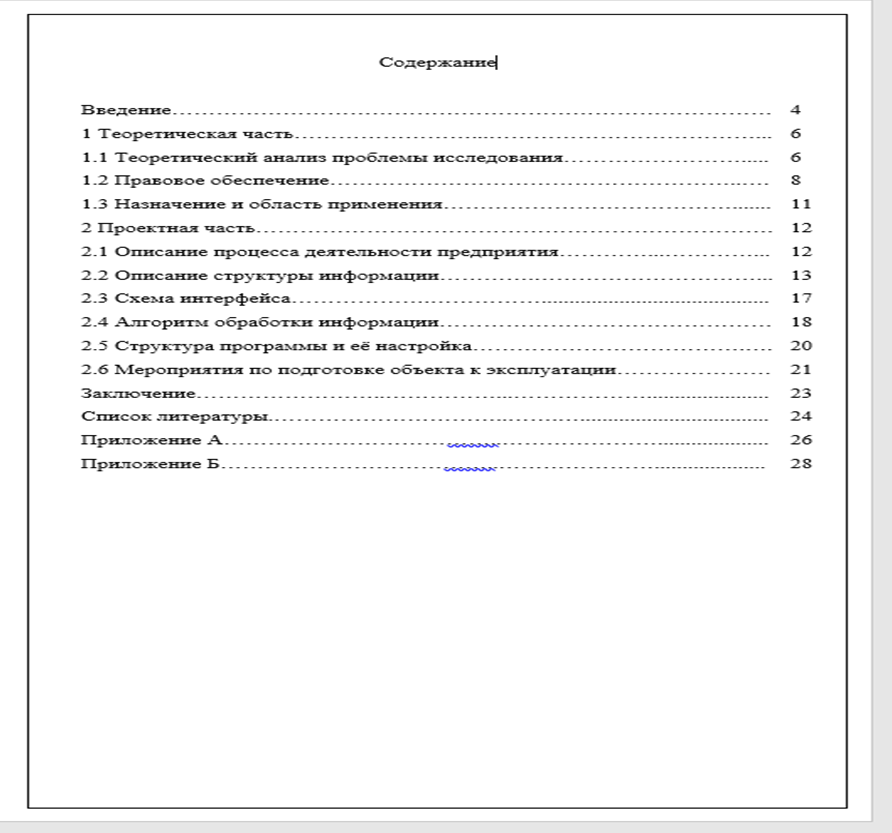 Содержание
Введение…………………………………………………………………… 4
1 Теоретическая часть…………………...……………………………….. 6
1.1 Теоретический анализ проблемы исследования…………………..... 6
1.2 Правовое обеспечение……………………………………………...…. 8
1.3 Назначение и область применения………………………………...... 11
2 Проектная часть………………………………………………………… 12
2.1 Описание процесса деятельности предприятия…………...………….. 12
2.2 Описание структуры информации………………………………….... 13
2.3 Схема интерфейса……………………………...................................... 17
2.4 Алгоритм обработки информации…………………………………… 18
2.5 Структура программы и её настройка……………………………….. 20
2.6 Мероприятия по подготовке объекта к эксплуатации……………… 21
Заключение………………………………………………....................... 23
Список литературы……………………………………....................... 24
Приложение А…………………………………………....................... 26
Приложение Б…………………………………………....................... 28